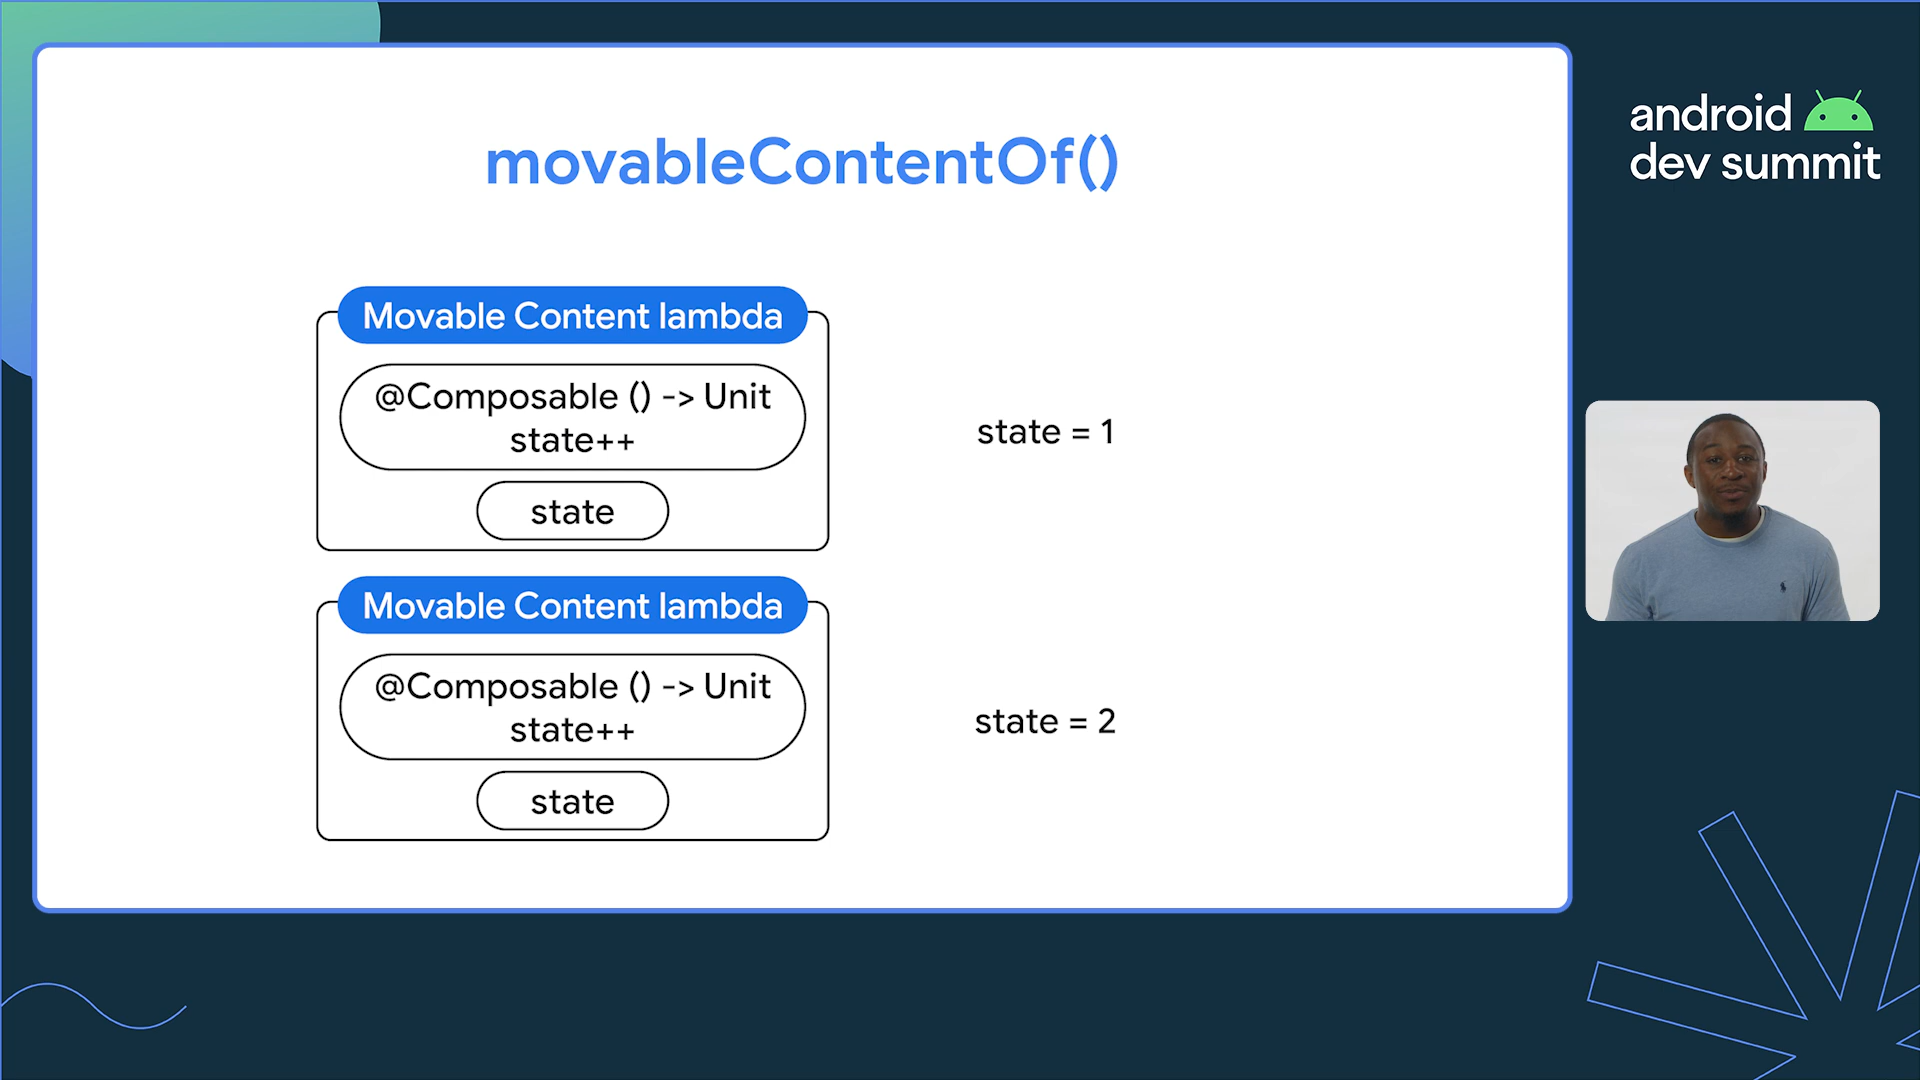 movableContentOf()
Movable Content lambda
@Composable () -> Unit
state++
state
state = 1
Movable Content lambda
@Composable () -> Unit
state++
state
state = 2
android
dev summit